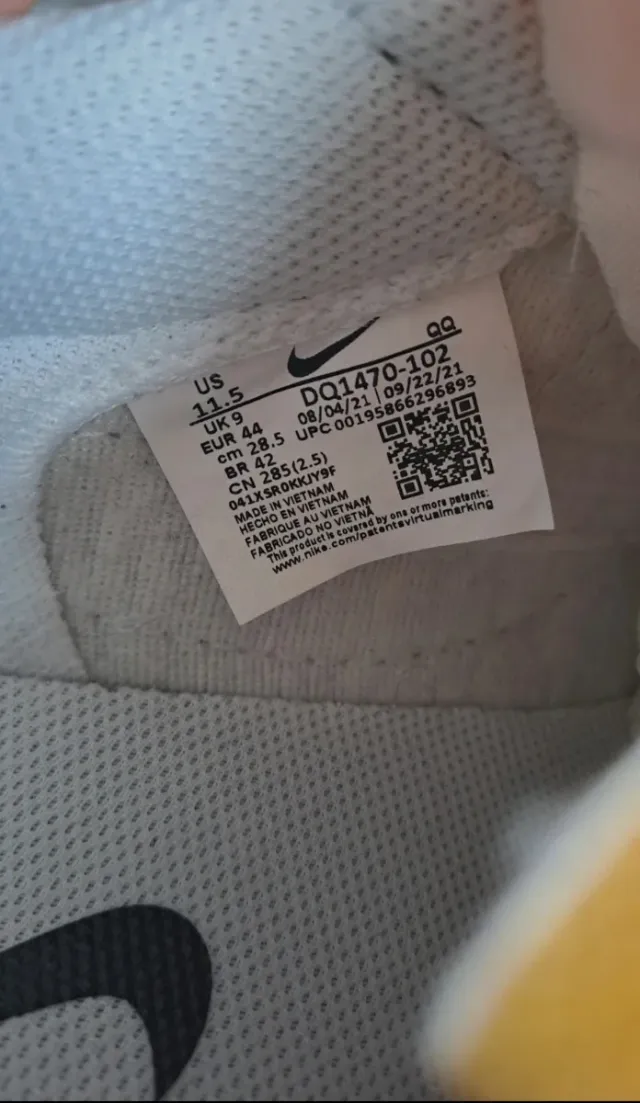 QQ
US
11.5
DQ1470-102
UK 9
08/04/21 | 09/22/21
EUR 44
UPC 00195866296893
cm 28.5
BR 42
CN 285(2.5)
041XSR0KKJY9F
MADE IN VIETNAM
HECHO EN VIETNAM
FABRIQUE AU VIETNAM
FABRICADO NO VIETNÃ
This product is covered by one or more patents:
www.nike.com/patentsvirtualmarking